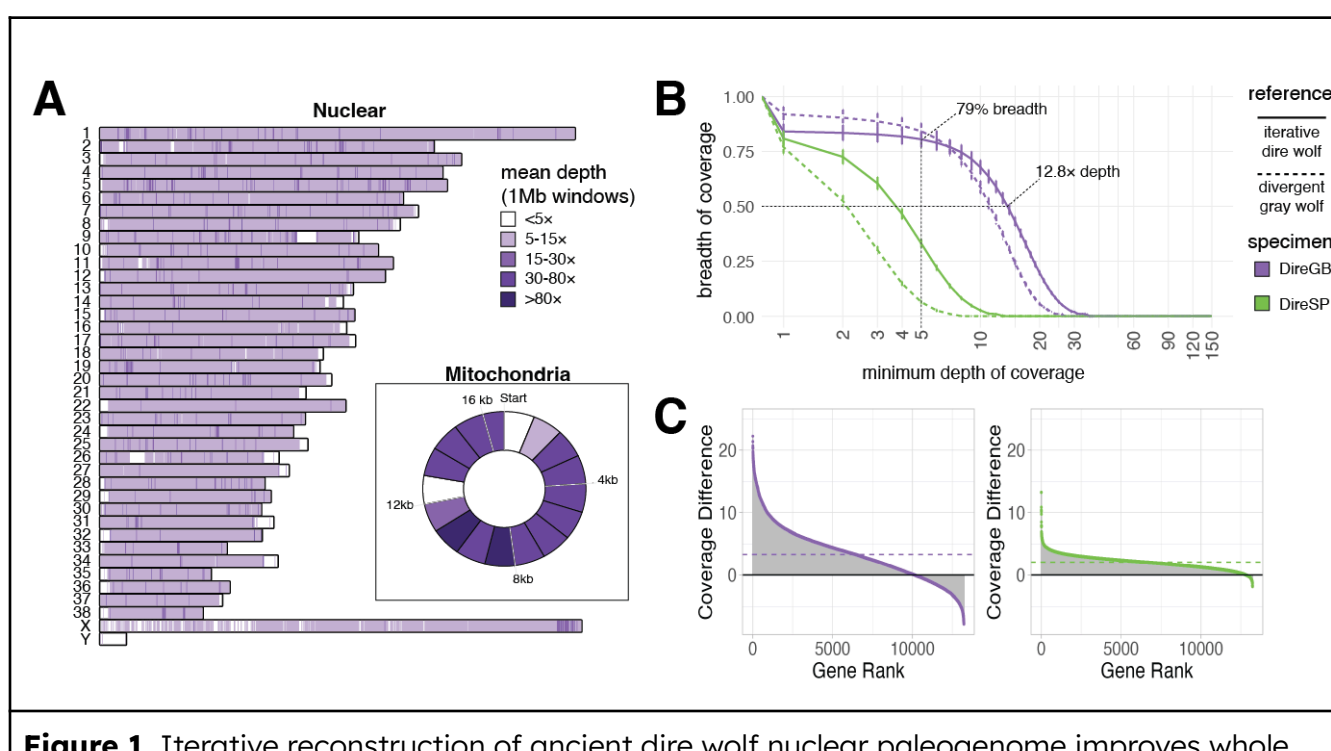 A
Nuclear
1
2
3
4
5
6
7
8
9
10
11
12
13
14
15
16
17
18
19
20
21
22
23
24
25
26
27
28
29
30
31
32
33
34
35
36
37
38
X
Y
mean depth
(1Mb windows)
<5×
5-15×
15-30×
30-80×
>80×
Mitochondria
16 kb
Start
4kb
8kb
12kb
B
breadth of coverage
1.00
0.75
0.50
0.25
0.00
79% breadth
12.8× depth
1
2
3
4
5
10
20
30
60
90
120
150
minimum depth of coverage
reference
iterative
dire wolf
divergent
gray wolf
specimen
DireGB
DireSP
C
Coverage Difference
20
10
0
0
5000
10000
Gene Rank
Coverage Difference
20
10
0
0
5000
10000
Gene Rank
Figure 1. Iterative reconstruction of ancient dire wolf nuclear paleogenome improves whole